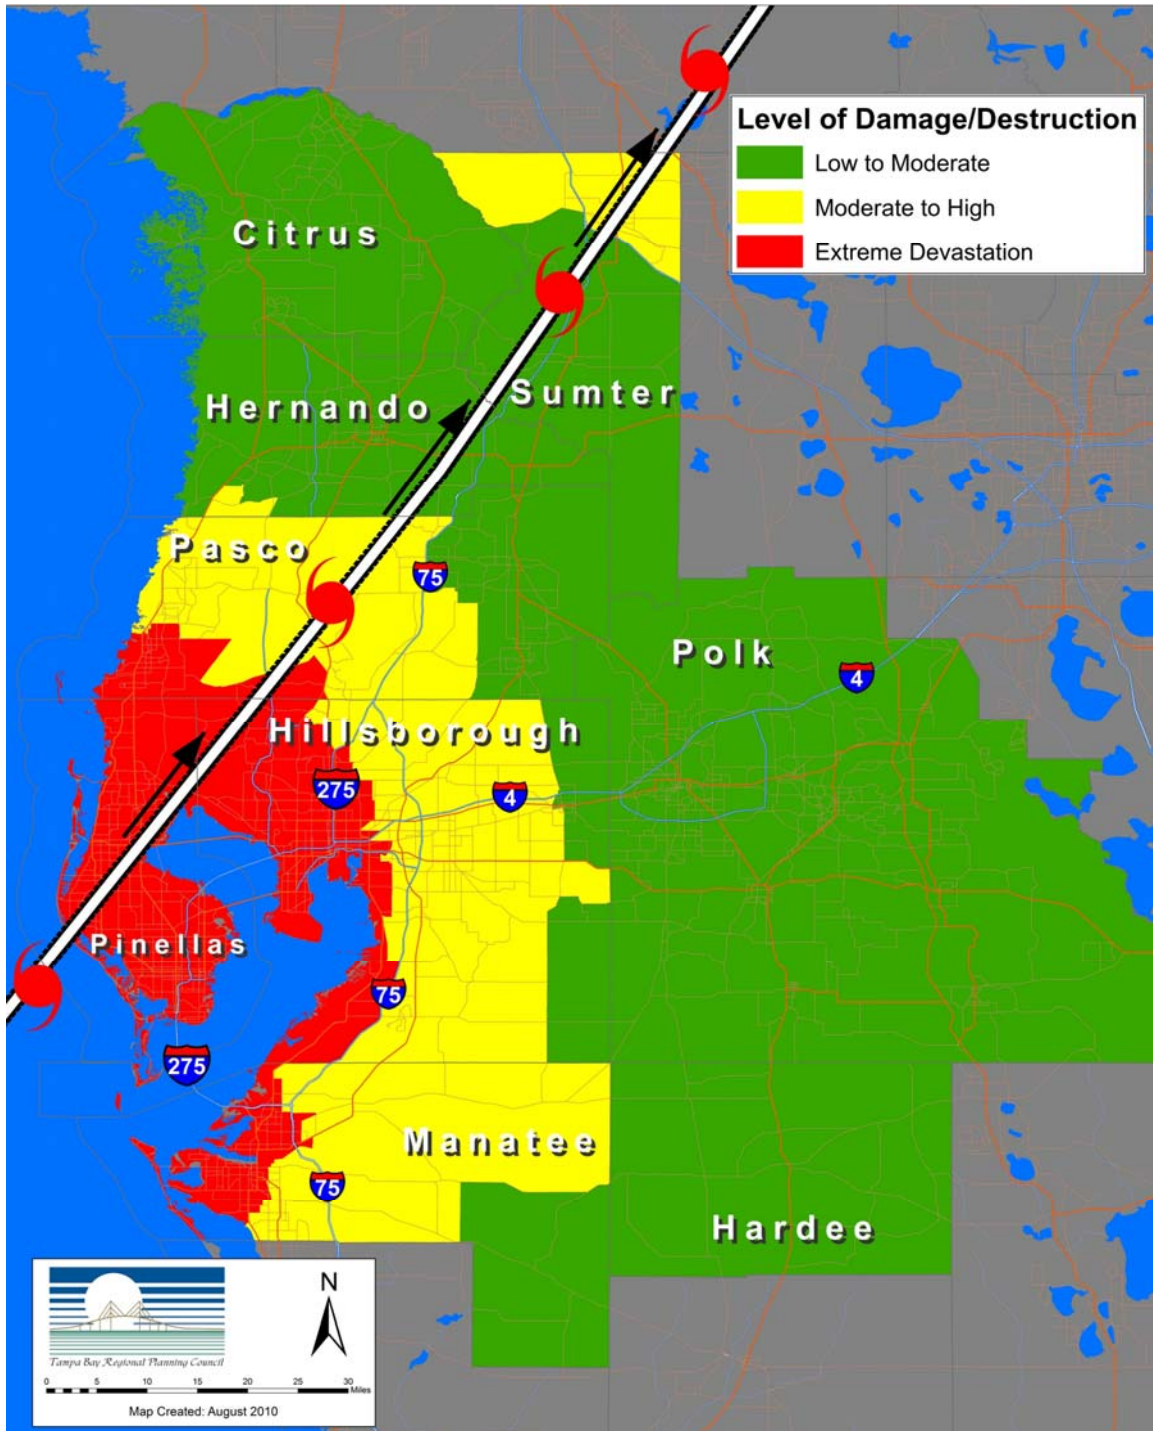 Level of Damage/Destruction
Low to Moderate
Moderate to High
Extreme Devastation
Citrus
Hernando
Sumter
Pasco
75
Polk
4
Hillsborough
275
4
Pinellas
75
275
Manatee
75
Hardee
N
Tampa Bay Regional Planning Council
0 5 10 15 20 25 30
Miles
Map Created: August 2010